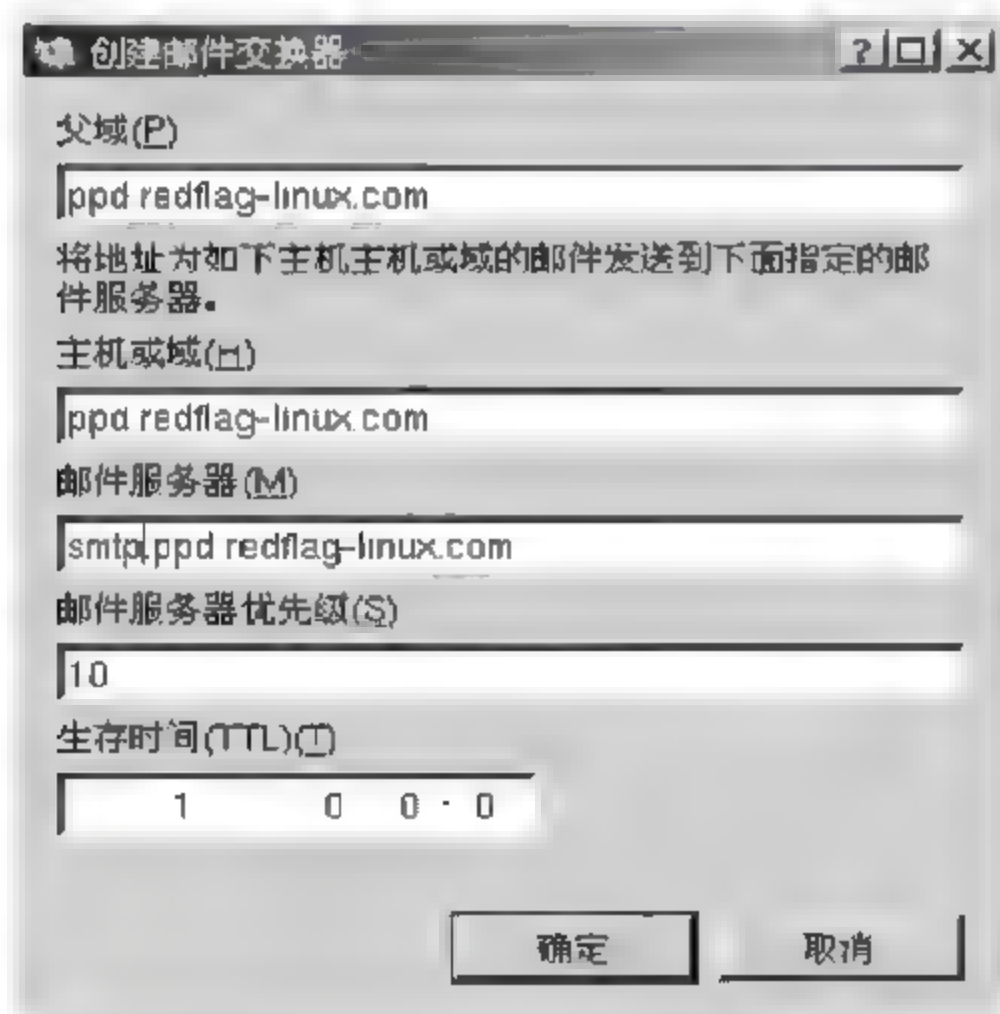 创建邮件交换器
父域(P)
ppd redflag-linux.com
将地址为如下主机主机或域的邮件发送到下面指定的邮
件服务器。
主机或域(H)
ppd redflag-linux.com
邮件服务器(M)
smtp.ppd redflag-linux.com
邮件服务器优先级(S)
10
生存时间(TTL)(T)
1 0 0 : 0
确定 取消